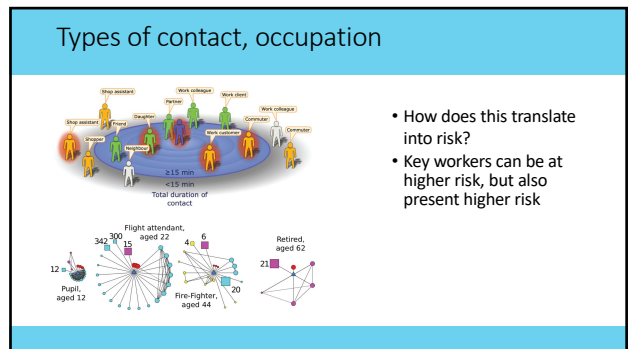 Types of contact, occupation
Shop assistant
Work colleague
Partner
Work client
Shop assistant
Daughter
Work colleague
Friend
Commuter
Shopper
Work customer
Commuter
Neighbour
≥15 min
<15 min
Total duration of
contact
• How does this translate
into risk?
• Key workers can be at
higher risk, but also
present higher risk
12
Pupil,
aged 12
Flight attendant,
aged 22
342
300
15
4
6
20
Fire-Fighter,
aged 44
Retired,
aged 62
21